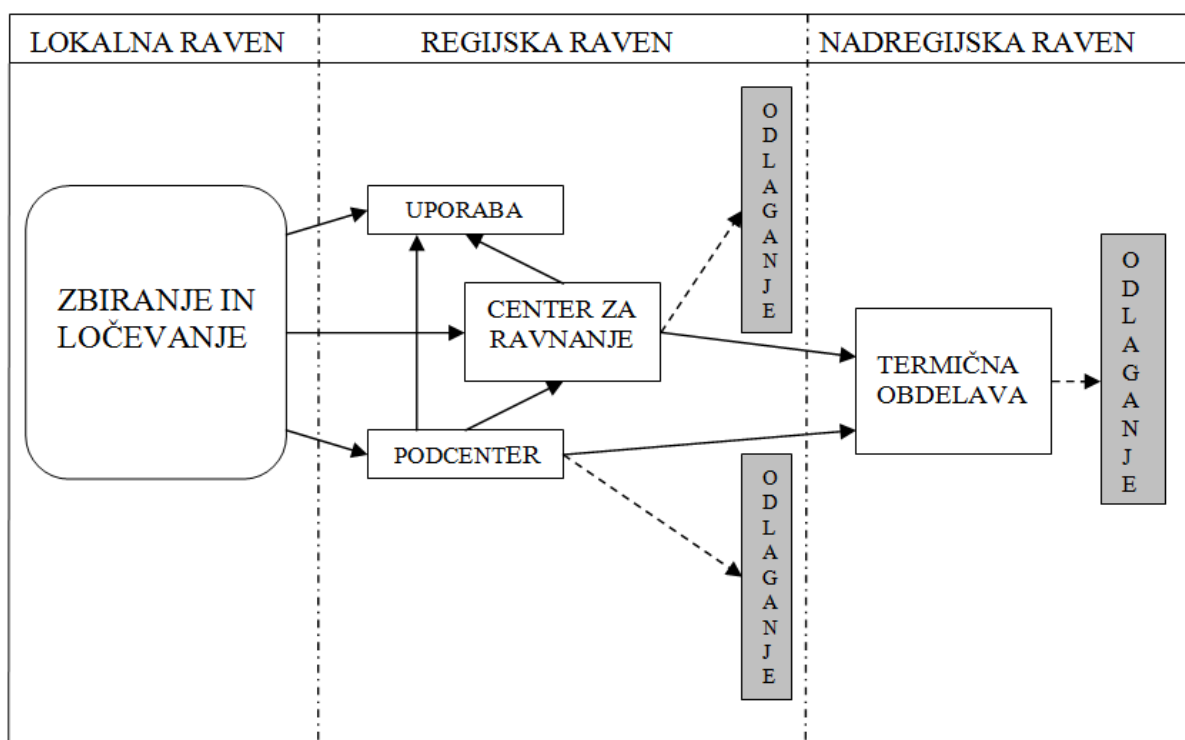 LOKALNA RAVEN
REGIJSKA RAVEN
NADREGIJSKA RAVEN
ZBIRANJE IN
LOČEVANJE
UPORABA
CENTER ZA
RAVNANJE
PODCENTER
ODLAGANJE
ODLAGANJE
TERMIČNA
OBDELAVA
ODLAGANJE